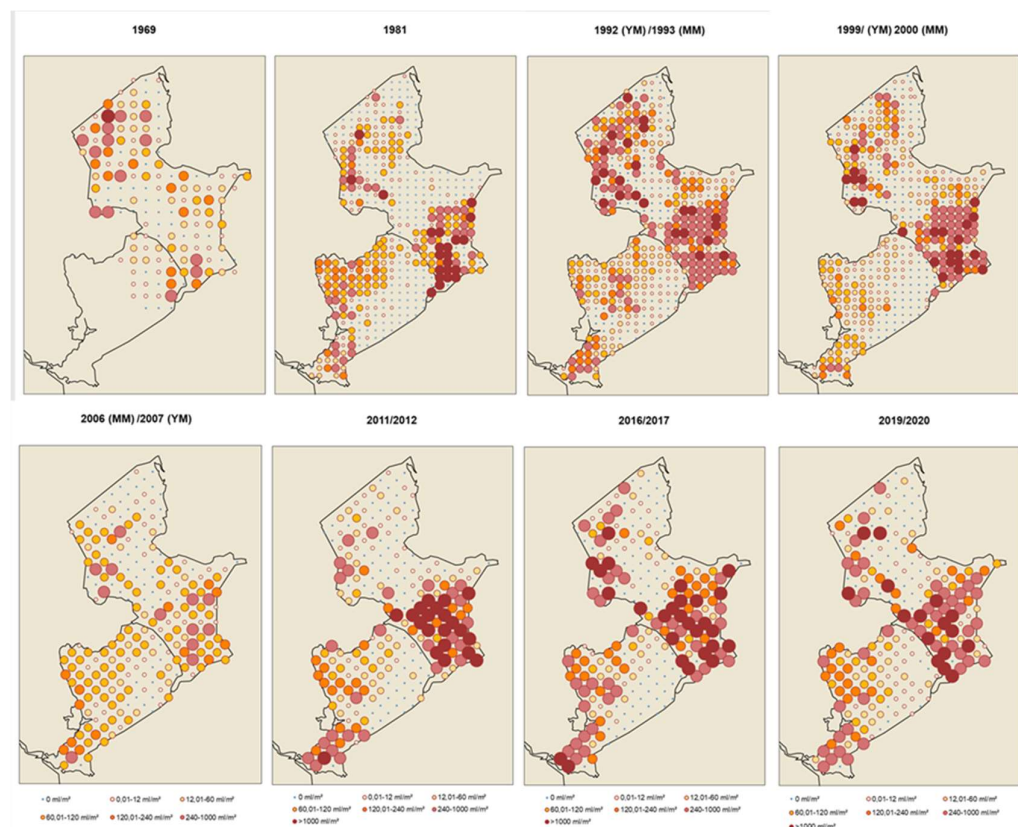 1969
1981
1992 (YM) /1993 (MM)
1999/ (YM) 2000 (MM)
2006 (MM) /2007 (YM)
2011/2012
2016/2017
2019/2020
0 ml/m² 0,01-12 ml/m² 12,01-60 ml/m²
60,01-120 ml/m² 120,01-240 ml/m² 240-1000 ml/m²
0 ml/m² 0,01-12 ml/m² 12,01-60 ml/m²
60,01-120 ml/m² 120,01-240 ml/m² 240-1000 ml/m²
>1000 ml/m²
0 ml/m² 0,01-12 ml/m² 12,01-60 ml/m²
60,01-120 ml/m² 120,01-240 ml/m² 240-1000 ml/m²
>1000 ml/m²
0 ml/m² 0,01-12 ml/m² 12,01-60 ml/m²
60,01-120 ml/m² 120,01-240 ml/m² 240-1000 ml/m²
>1000 ml/m²